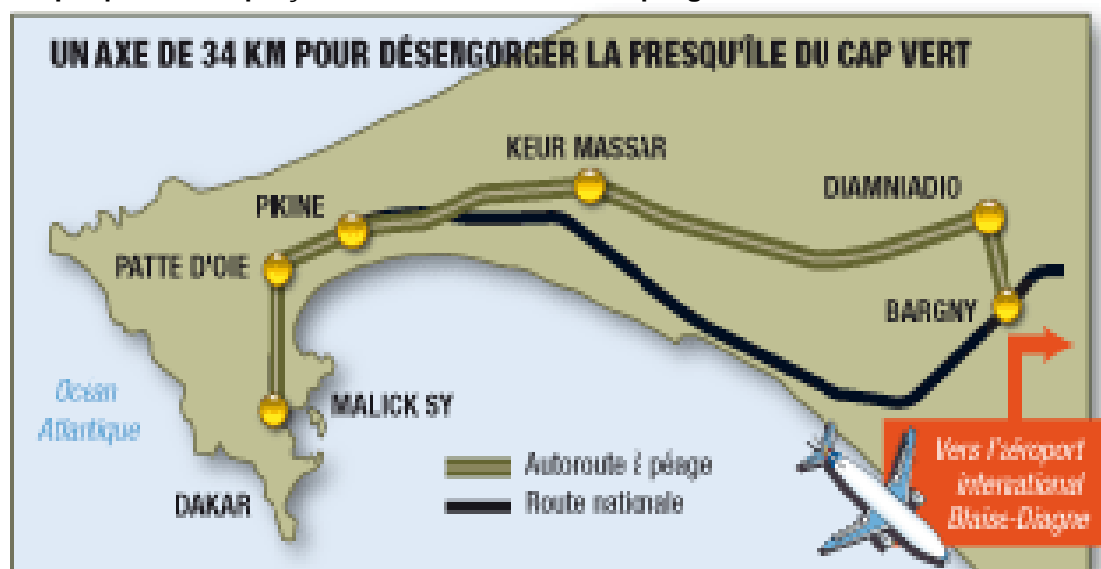 UN AXE DE 34 KM POUR DÉSENGORGER LA PRESQU'ÎLE DU CAP VERT
KEUR MASSAR
DIAMNIADIO
PIKINE
PATTE D'OIE
BARGNY
Océan
Atlantique
MALICK SY
Vers l'aéroport
international
Blaise-Diagne
Autoroute à péage
Route nationale
DAKAR